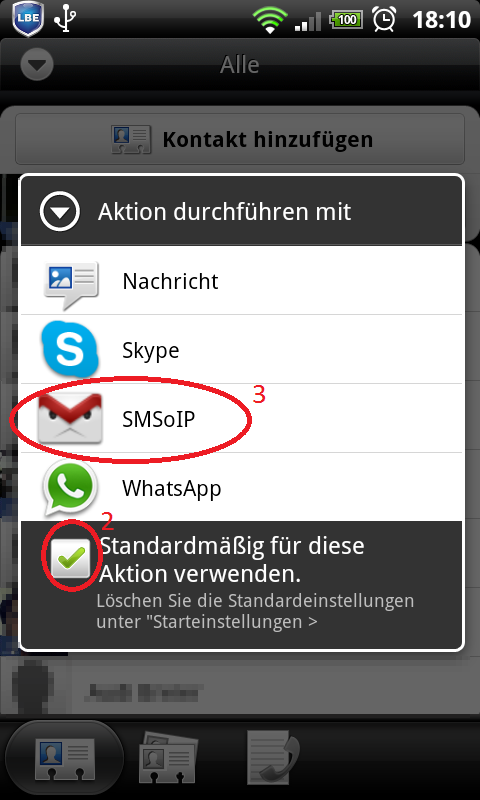 LBE
100
18:10
Alle
Kontakt hinzufügen
Aktion durchführen mit
Nachricht
Skype
3
SMSoIP
WhatsApp
2
Standardmäßig für diese
Aktion verwenden.
Löschen Sie die Standardeinstellungen
unter "Starteinstellungen >